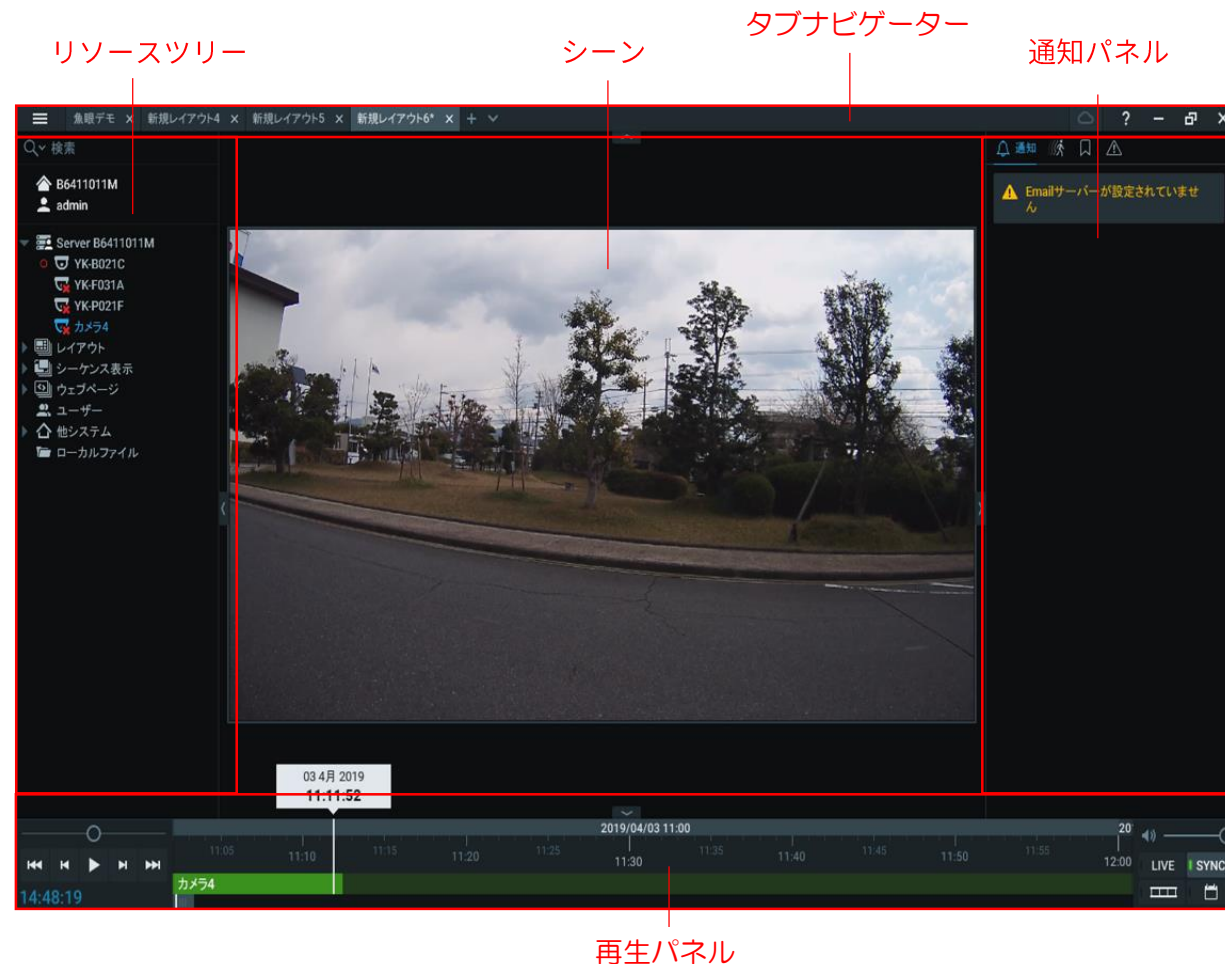 タブナビゲーター
リソースツリー
シーン
通知パネル
魚眼デモ x 新規レイアウト4 x 新規レイアウト5 x 新規レイアウト6* x + ?
検索
通知
B6411011M
admin
Emailサーバーが設定されていませ
ん
Server B6411011M
YK-B021C
YK-F031A
YK-P021F
カメラ4
レイアウト
シーケンス表示
ウェブページ
ユーザー
他システム
ローカルファイル
03 4月 2019
11:11:52
2019/04/03 11:00
20
11:05 11:10 11:15 11:20 11:25 11:30 11:35 11:40 11:45 11:50 11:55 12:00
LIVE SYNC
カメラ4
14:48:19
再生パネル